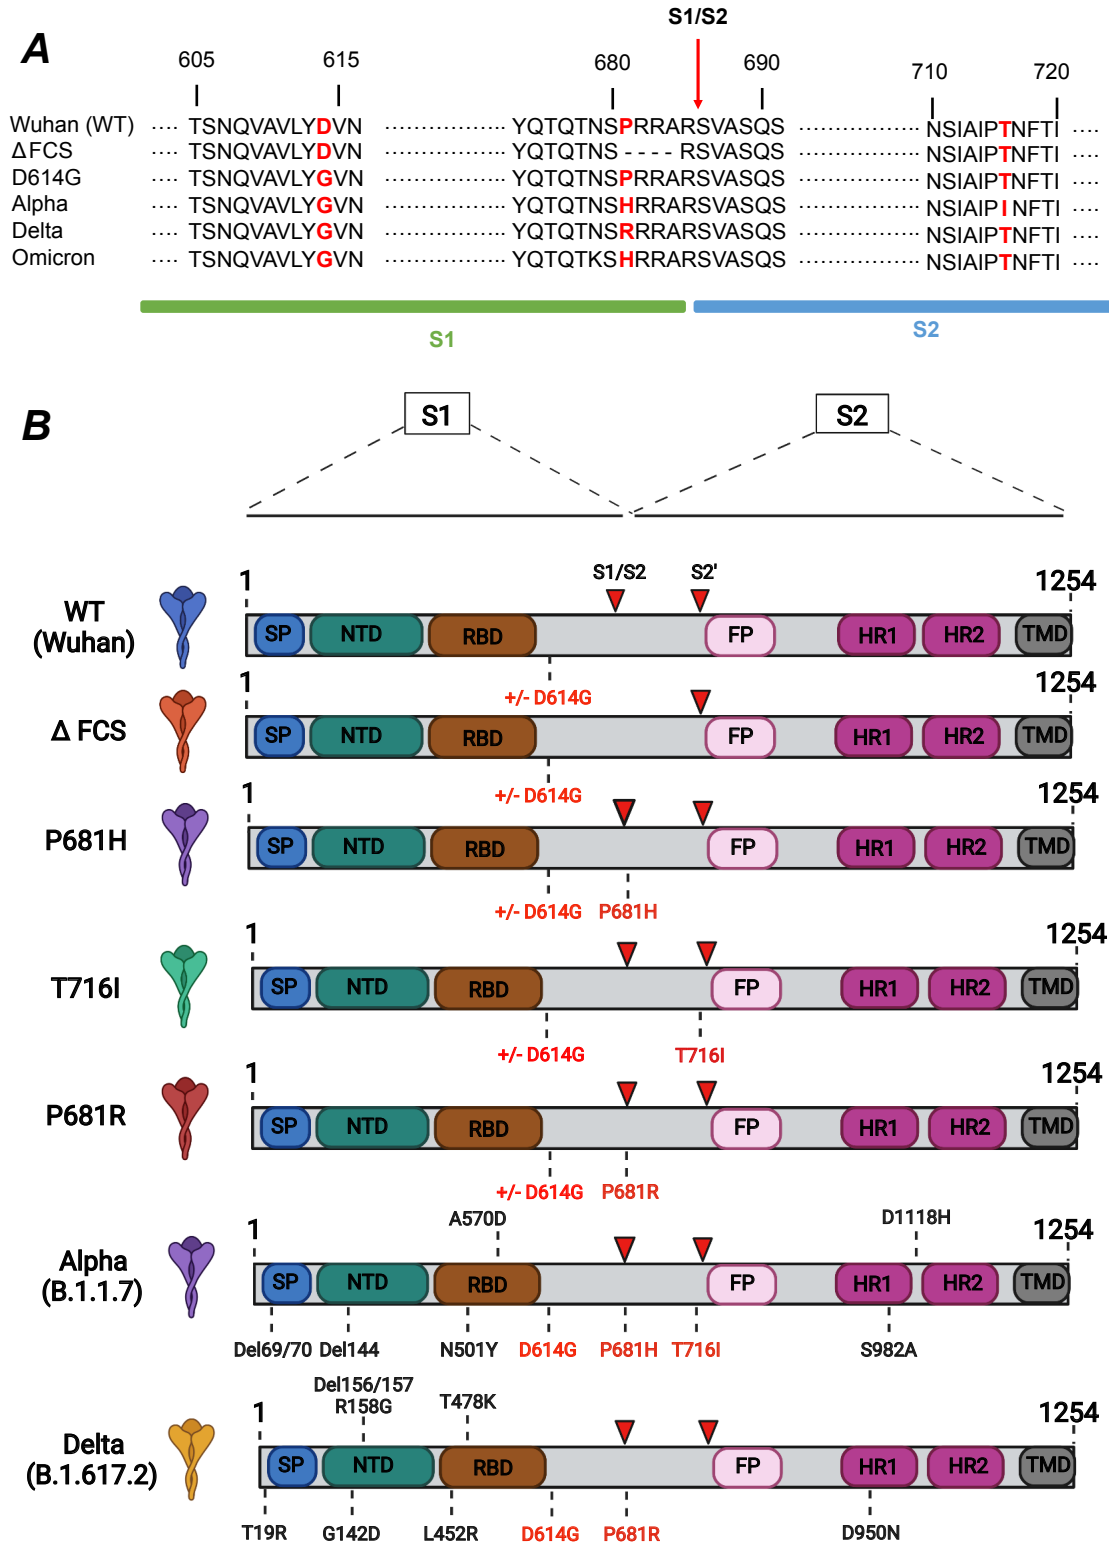 A
S1/S2
605 615 680 690 710 720
Wuhan (WT) .... TSNQVAVLYDVN ................ YQTQTNSPRRARSVASQS ................ NSIAIPTNFTI ....
ΔFCS .... TSNQVAVLYDVN ................ YQTQTNS ---- RSVASQS ................ NSIAIPTNFTI ....
D614G .... TSNQVAVLYGVN ................ YQTQTNSPRRARSVASQS ................ NSIAIPTNFTI ....
Alpha .... TSNQVAVLYGVN ................ YQTQTNSHRRARSVASQS ................ NSIAIPINFTI ....
Delta .... TSNQVAVLYGVN ................ YQTQTNSRRRARSVASQS ................ NSIAIPTNFTI ....
Omicron .... TSNQVAVLYGVN ................ YQTQTKSHRRARSVASQS ................ NSIAIPTNFTI ....
S1 S2
B
S1 S2
1 S1/S2 S2' 1254
WT
(Wuhan)
SP NTD RBD FP HR1 HR2 TMD
+/- D614G
1 1254
Δ FCS
SP NTD RBD FP HR1 HR2 TMD
+/- D614G
1 1254
P681H
SP NTD RBD FP HR1 HR2 TMD
+/- D614G P681H
1 1254
T716I
SP NTD RBD FP HR1 HR2 TMD
+/- D614G T716I
1 1254
P681R
SP NTD RBD FP HR1 HR2 TMD
+/- D614G P681R
1 A570D D1118H 1254
Alpha
(B.1.1.7)
SP NTD RBD FP HR1 HR2 TMD
Del69/70 Del144 N501Y D614G P681H T716I S982A
Del156/157
R158G T478K
1 1254
Delta
(B.1.617.2)
SP NTD RBD FP HR1 HR2 TMD
T19R G142D L452R D614G P681R D950N